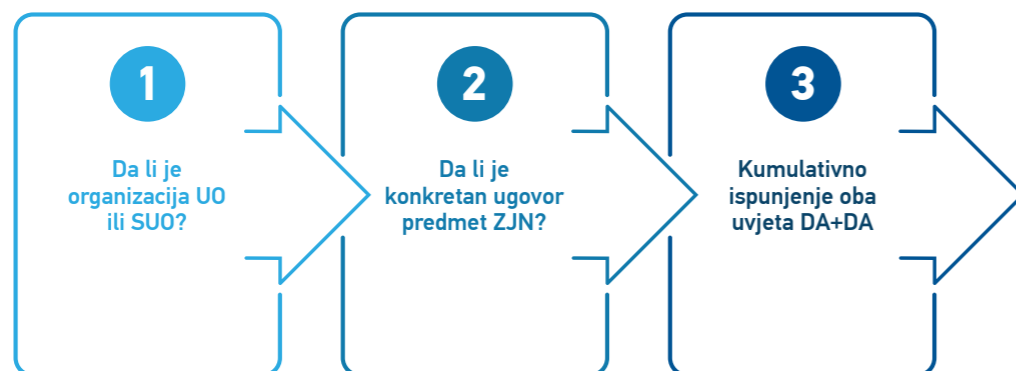 1
Da li je
organizacija UO
ili SUO?
2
Da li je
konkretan ugovor
predmet ZJN?
3
Kumulativno
ispunjenje oba
uvjeta DA+DA